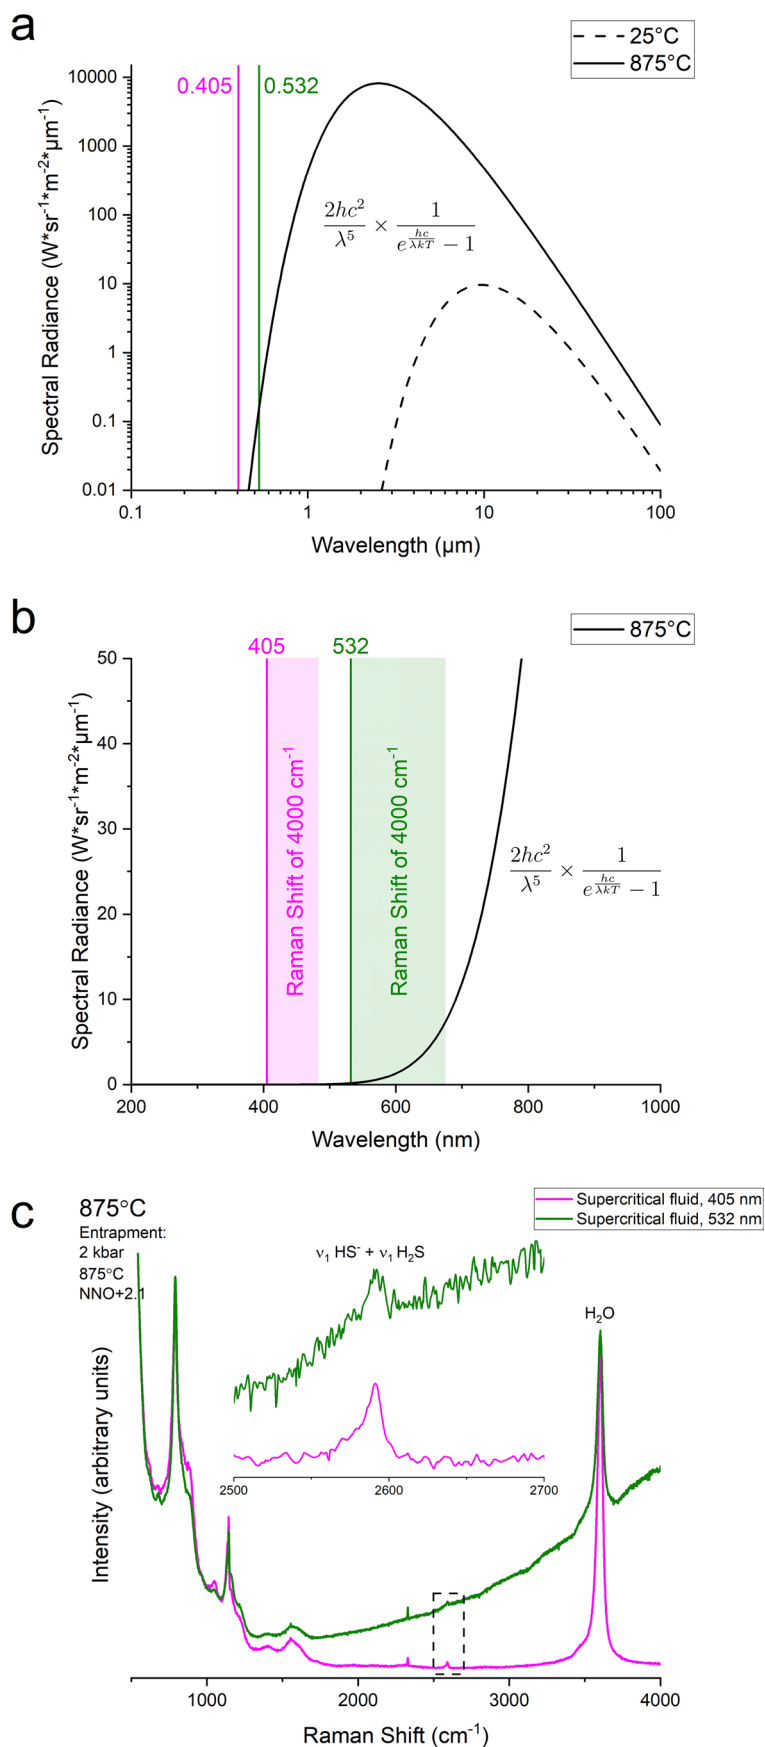 a
25°C
875°C
0.405
0.532
10000
1000
100
10
1
0.1
0.01
Spectral Radiance (W*sr⁻¹*m⁻²*µm⁻¹)
2hc²/λ⁵ × 1/(e^(hc/λkT) − 1)
0.1
1
10
100
Wavelength (µm)
b
875°C
405
532
50
40
30
20
10
0
Spectral Radiance (W*sr⁻¹*m⁻²*µm⁻¹)
Raman Shift of 4000 cm⁻¹
Raman Shift of 4000 cm⁻¹
2hc²/λ⁵ × 1/(e^(hc/λkT) − 1)
200
400
600
800
1000
Wavelength (nm)
c
875°C
Entrapment:
2 kbar
875°C
NNO+2.1
Supercritical fluid, 405 nm
Supercritical fluid, 532 nm
ν₁ HS⁻ + ν₁ H₂S
H₂O
Intensity (arbitrary units)
2500
2600
2700
1000
2000
3000
4000
Raman Shift (cm⁻¹)